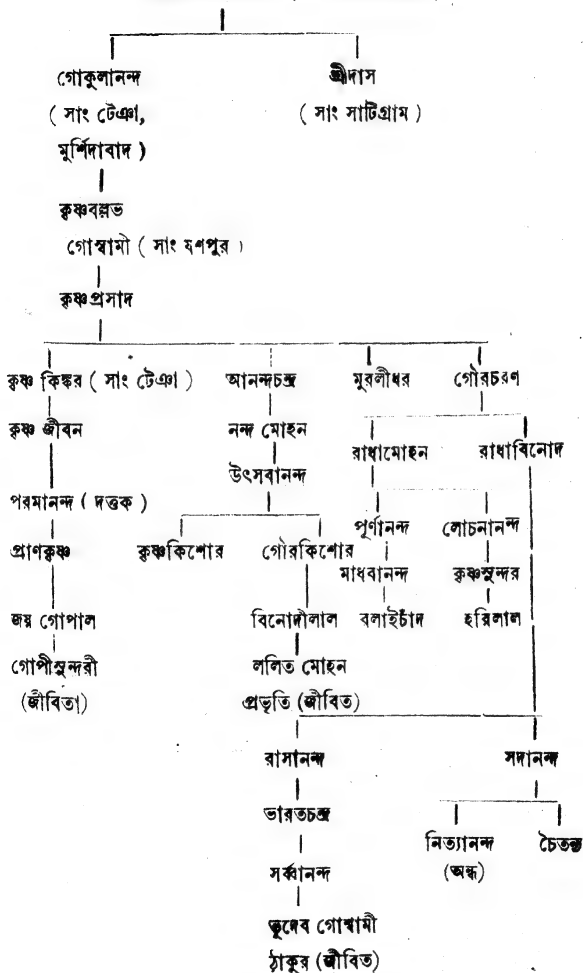 গোকুলানন্দ শ্রীদাস
( সাং টেঞা, ( সাং সাটিগ্রাম )
মুর্শিদাবাদ )
কৃষ্ণবল্লভ
গোস্বামী ( সাং যশপুর )
কৃষ্ণপ্রসাদ
কৃষ্ণ কিঙ্কর ( সাং টেঞা ) আনন্দচন্দ্র মুরলীধর গৌরচরণ
কৃষ্ণ জীবন নন্দ মোহন
রাধামোহন রাধাবিনোদ
উৎসবানন্দ
পরমানন্দ ( দত্তক )
পূর্ণানন্দ লোচনানন্দ
প্রাণকৃষ্ণ কৃষ্ণকিশোর গৌরকিশোর
মাধবানন্দ কৃষ্ণসুন্দর
জয় গোপাল বিনোদীলাল বলাইচাঁদ হরিলাল
গোপীসুন্দরী ললিত মোহন
(জীবিতা) প্রভৃতি (জীবিত)
রাসানন্দ সদানন্দ
ভারতচন্দ্র
নিত্যানন্দ চৈতন্য
(অন্ধ)
সর্ব্বানন্দ
ভূদেব গোস্বামী
ঠাকুর (জীবিত)